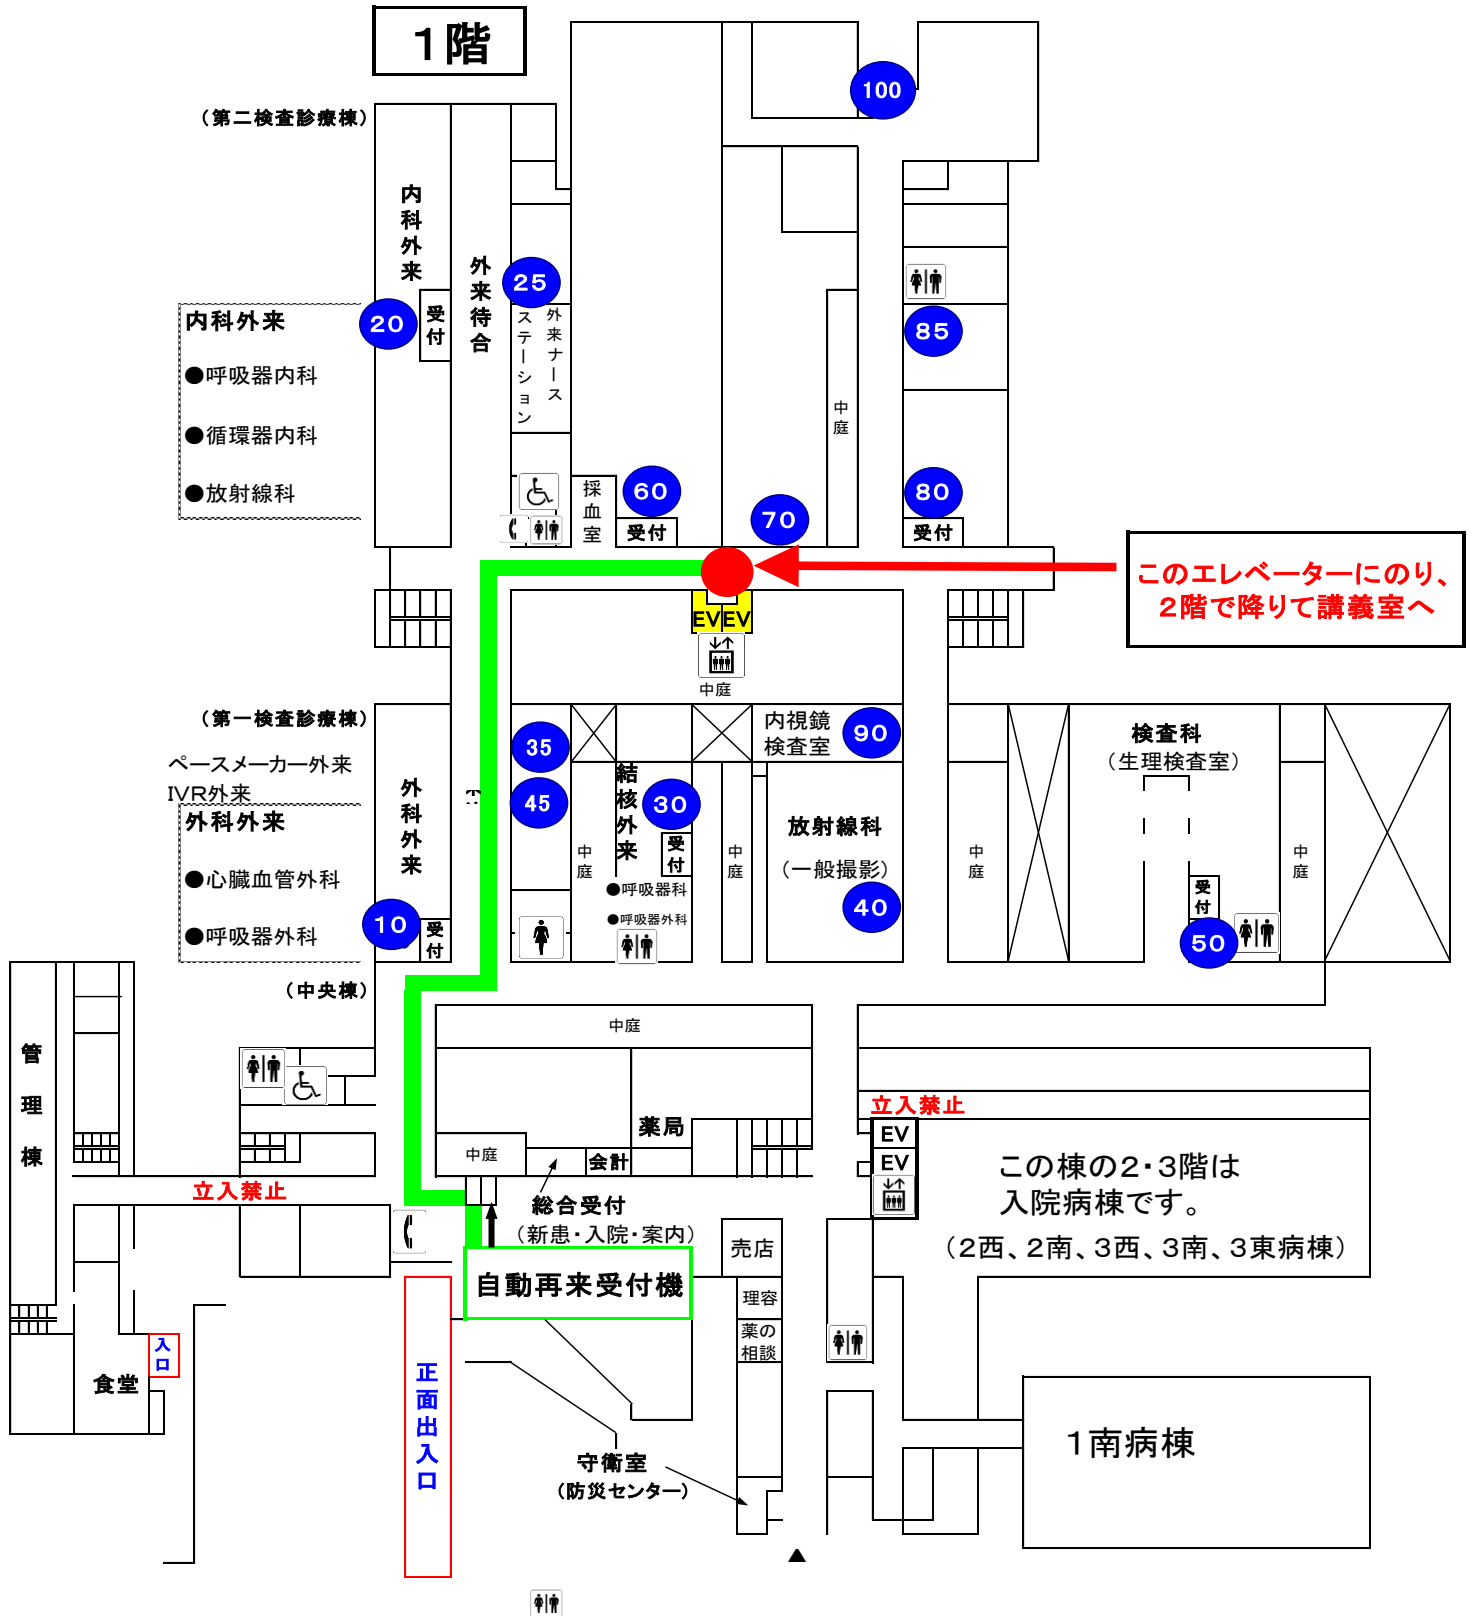 1階
100
（第二検査診療棟）
内科外来
外来待合
25
受付
20
外来ナース
ステーション
内科外来
●呼吸器内科
●循環器内科
●放射線科
85
中庭
採血室
60
受付
70
80
受付
このエレベーターにのり、
２階で降りて講義室へ
EV EV
中庭
（第一検査診療棟）
ペースメーカー外来
IVR外来
外科外来
●心臓血管外科
●呼吸器外科
外科外来
10
受付
35
45
中庭
結核外来
30
受付
●呼吸器科
●呼吸器外科
中庭
内視鏡
検査室
90
放射線科
（一般撮影）
40
中庭
検査科
（生理検査室）
受付
50
中庭
（中央棟）
中庭
管理棟
薬局
立入禁止
EV
EV
中庭
会計
この棟の２・３階は
入院病棟です。
（２西、２南、３西、３南、３東病棟）
立入禁止
総合受付
（新患・入院・案内）
売店
自動再来受付機
理容
薬の
相談
入口
食堂
正面出入口
守衛室
（防災センター）
１南病棟